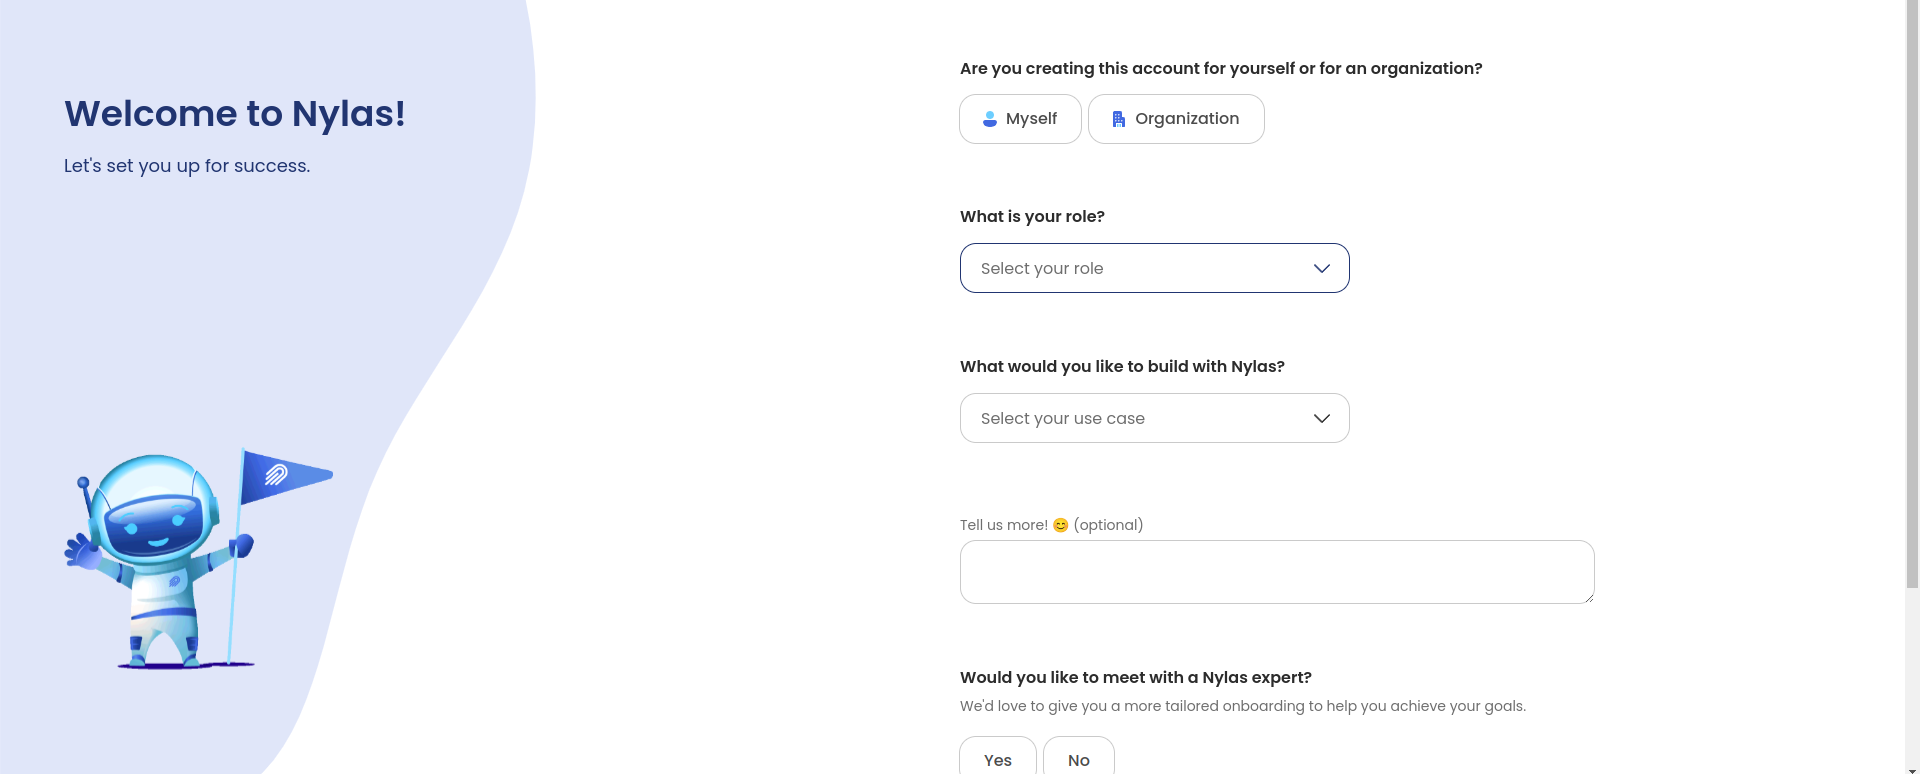 Welcome to Nylas!
Let's set you up for success.
Are you creating this account for yourself or for an organization?
Myself
Organization
What is your role?
Select your role
What would you like to build with Nylas?
Select your use case
Tell us more! 😊 (optional)
Would you like to meet with a Nylas expert?
We'd love to give you a more tailored onboarding to help you achieve your goals.
Yes
No